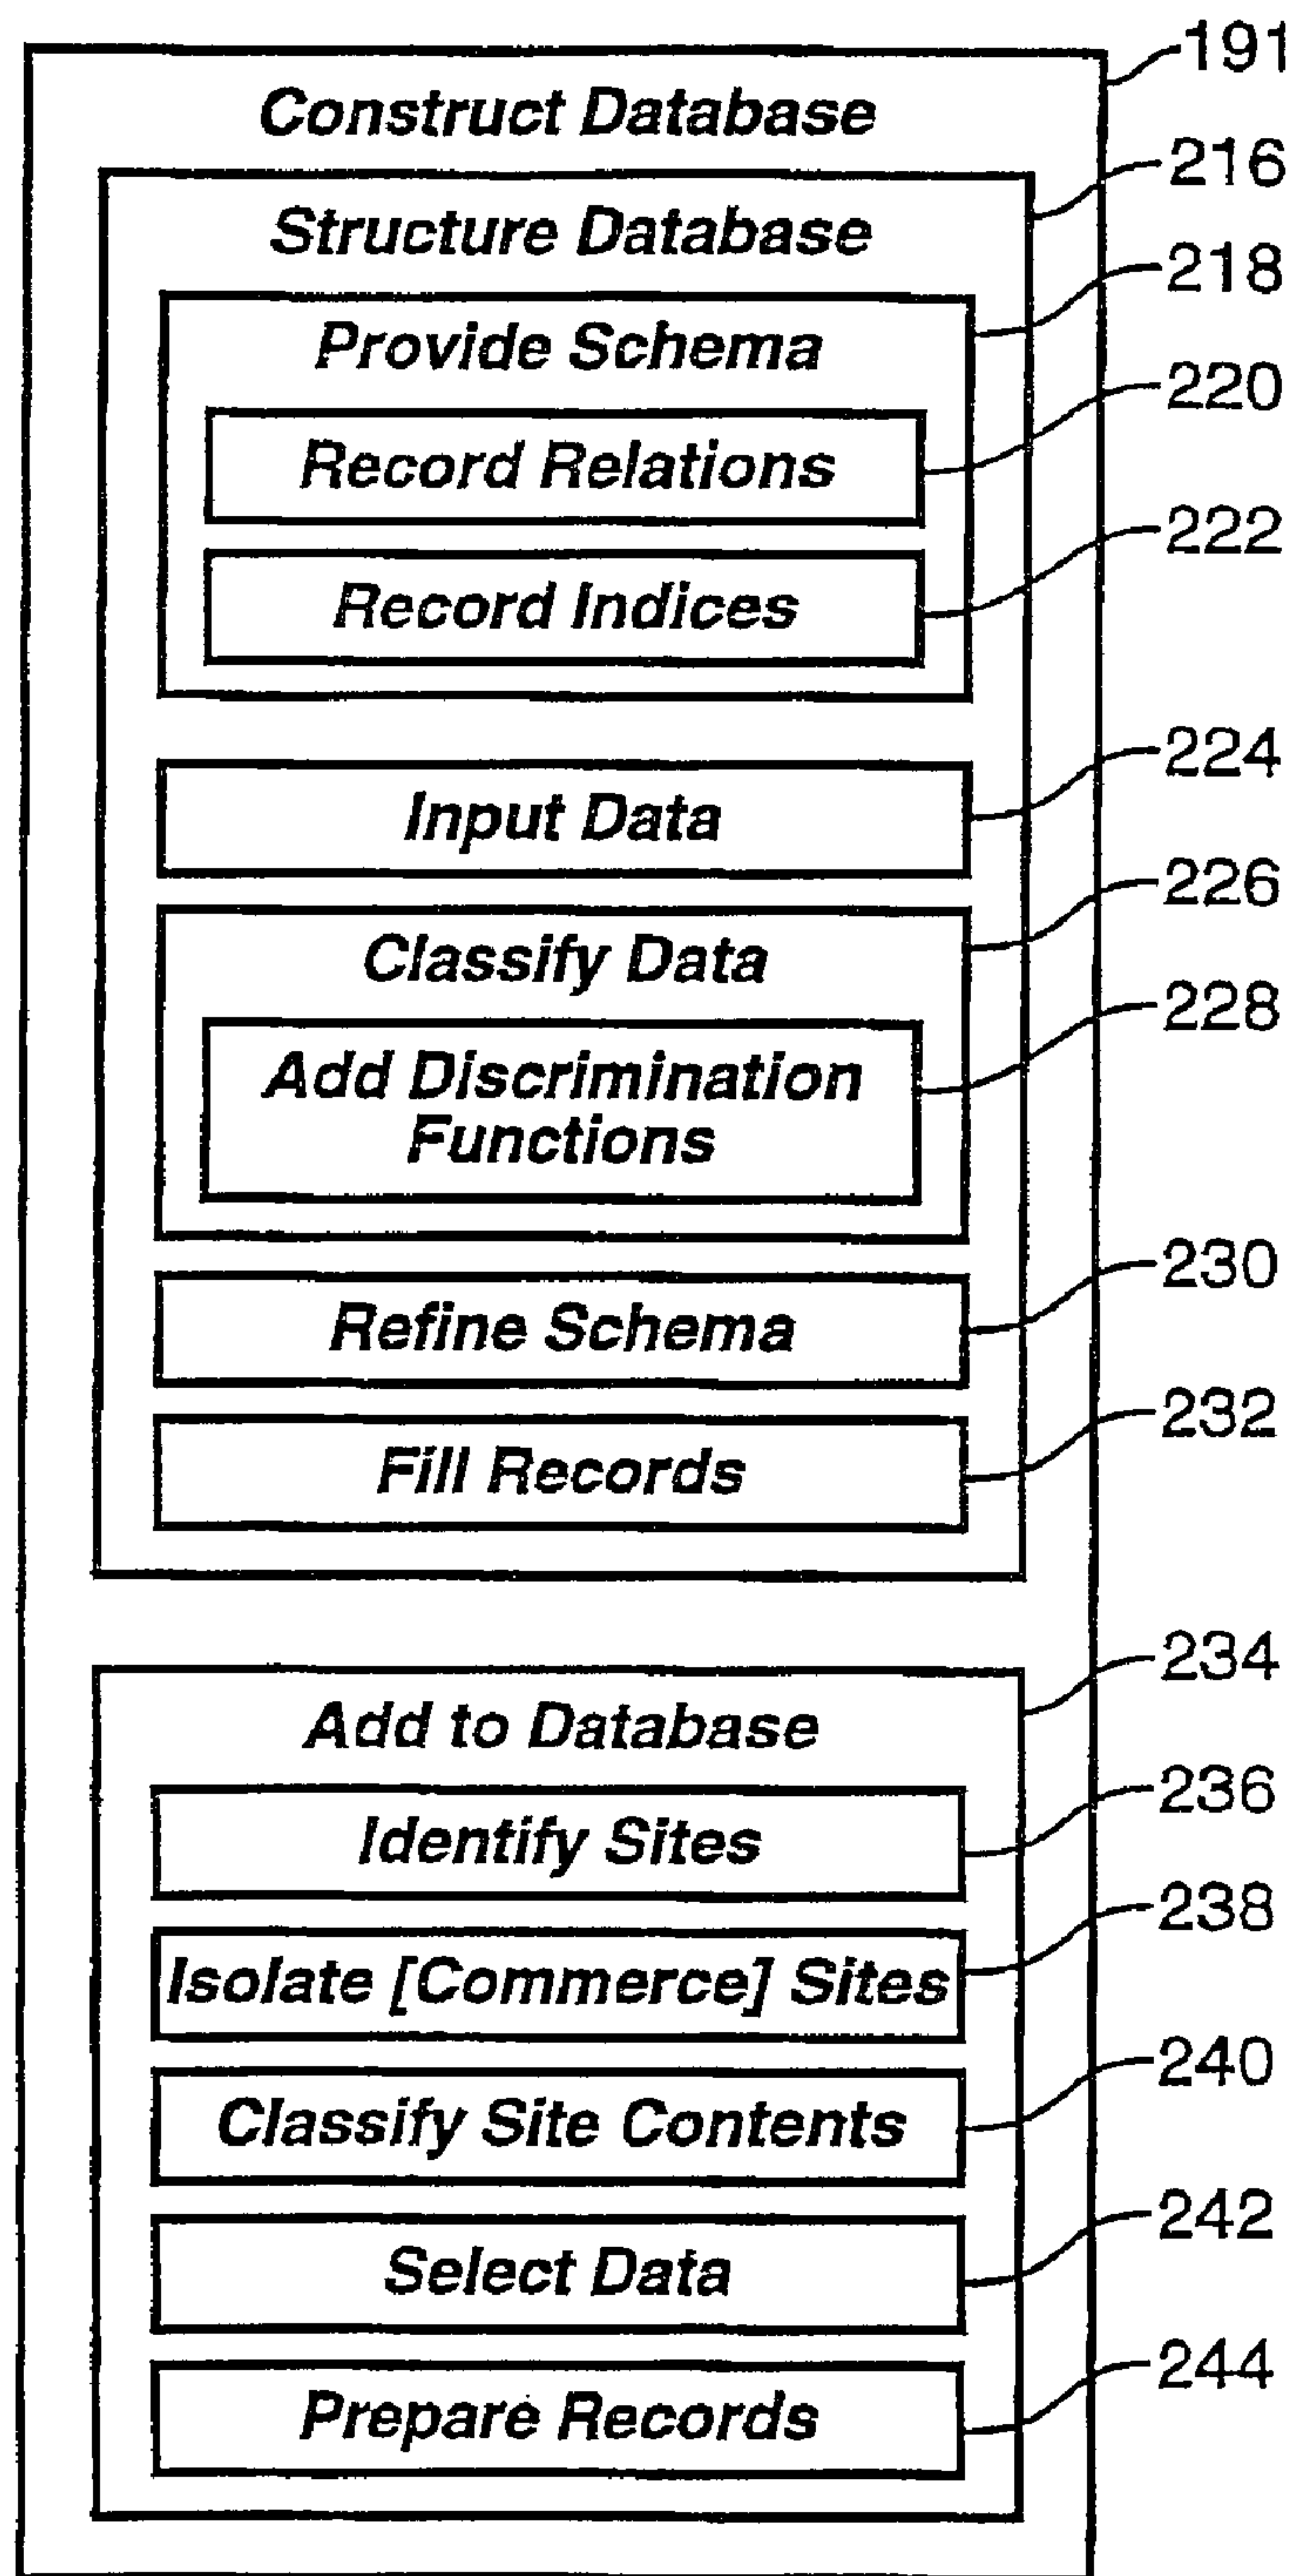 Construct Database
191
Structure Database
216
Provide Schema
218
Record Relations
220
Record Indices
222
Input Data
224
Classify Data
226
Add Discrimination
Functions
228
Refine Schema
230
Fill Records
232
Add to Database
234
Identify Sites
236
Isolate [Commerce] Sites
238
Classify Site Contents
240
Select Data
242
Prepare Records
244